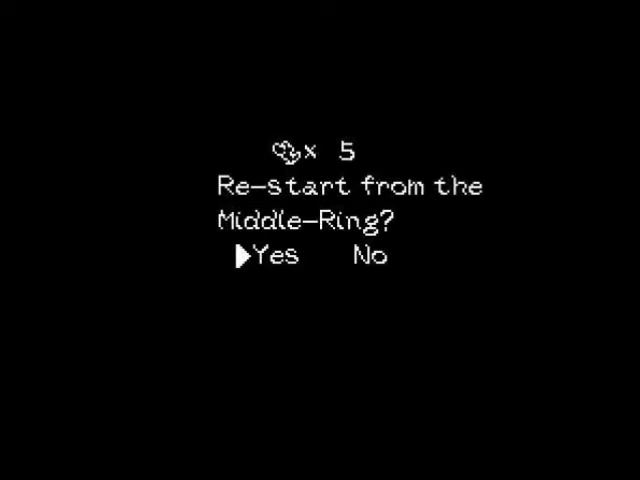 x 5
Re-start from the
Middle-Ring?
Yes No